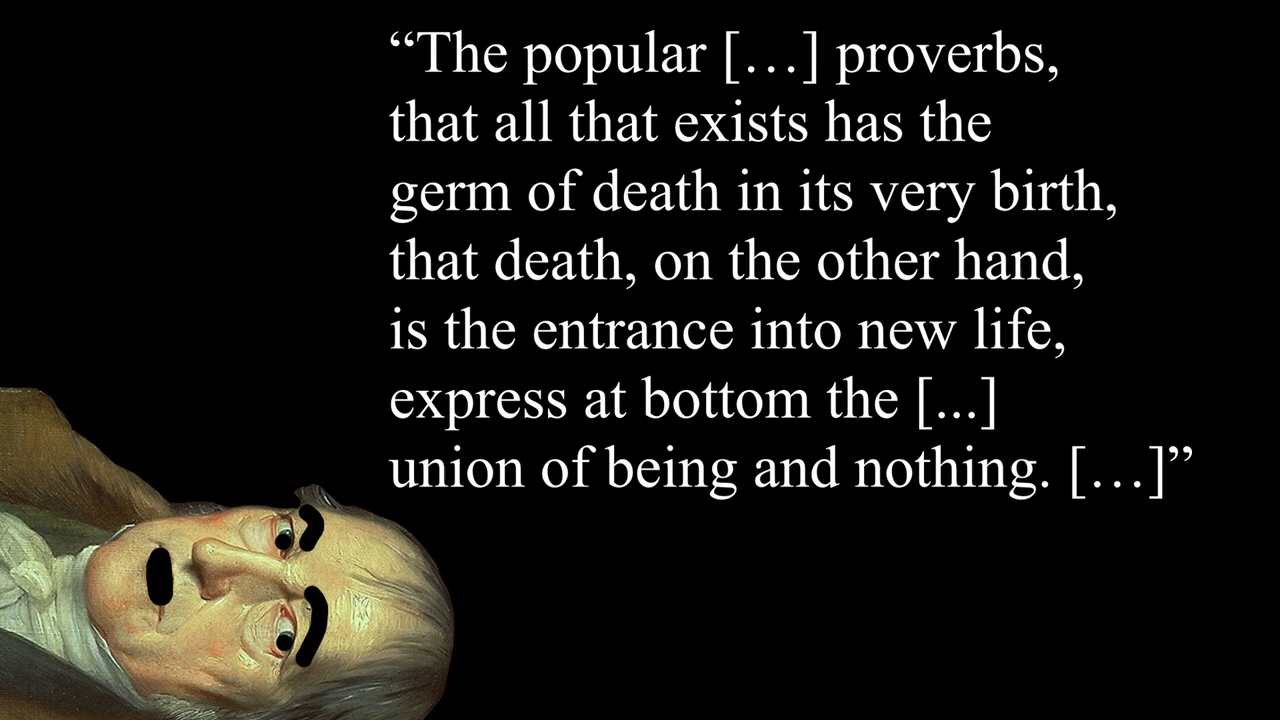 “The popular […] proverbs,
that all that exists has the
germ of death in its very birth,
that death, on the other hand,
is the entrance into new life,
express at bottom the [...]
union of being and nothing. […]”